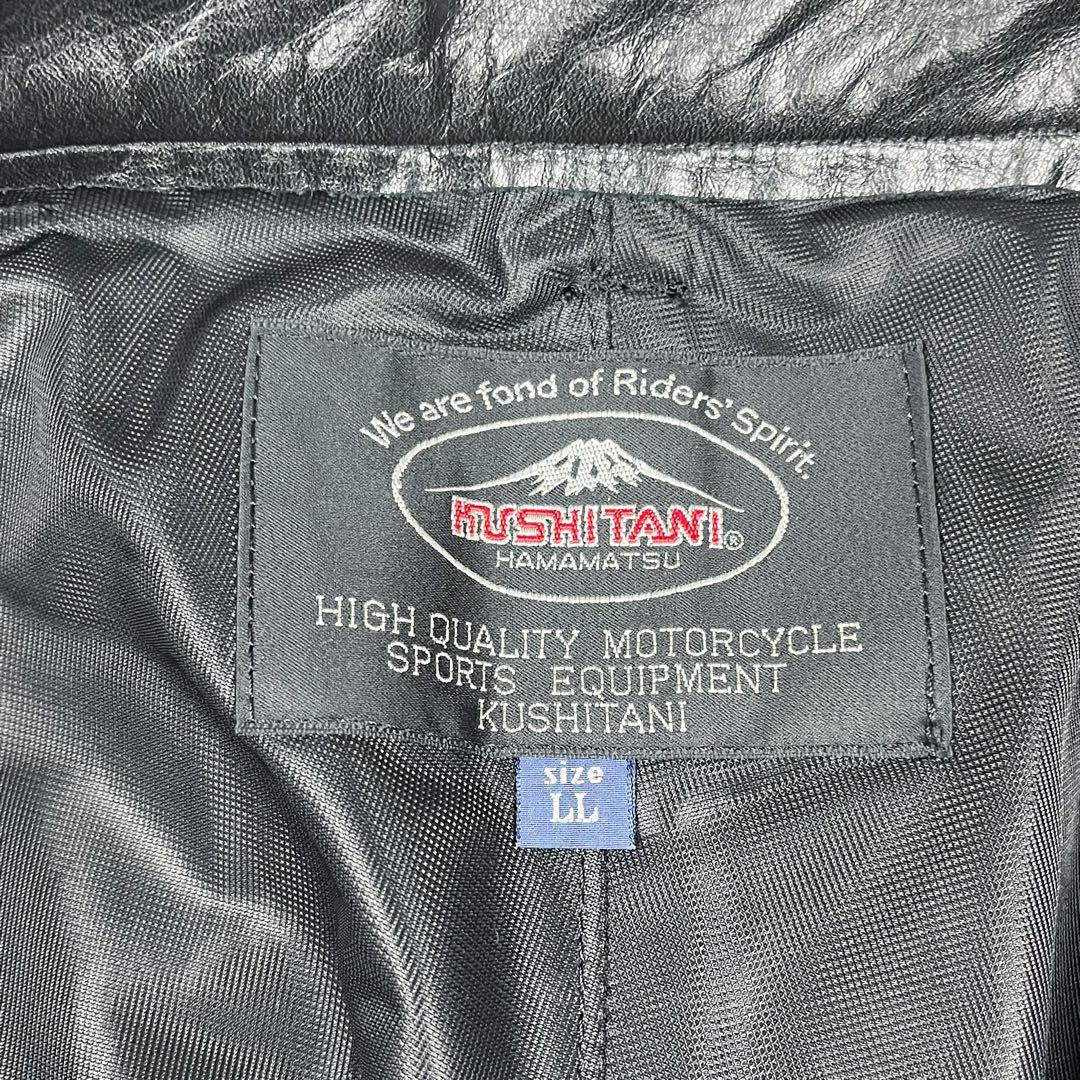 We are fond of Riders' Spirit.
KUSHITANI®
HAMAMATSU
HIGH QUALITY MOTORCYCLE
SPORTS EQUIPMENT
KUSHITANI
size
LL